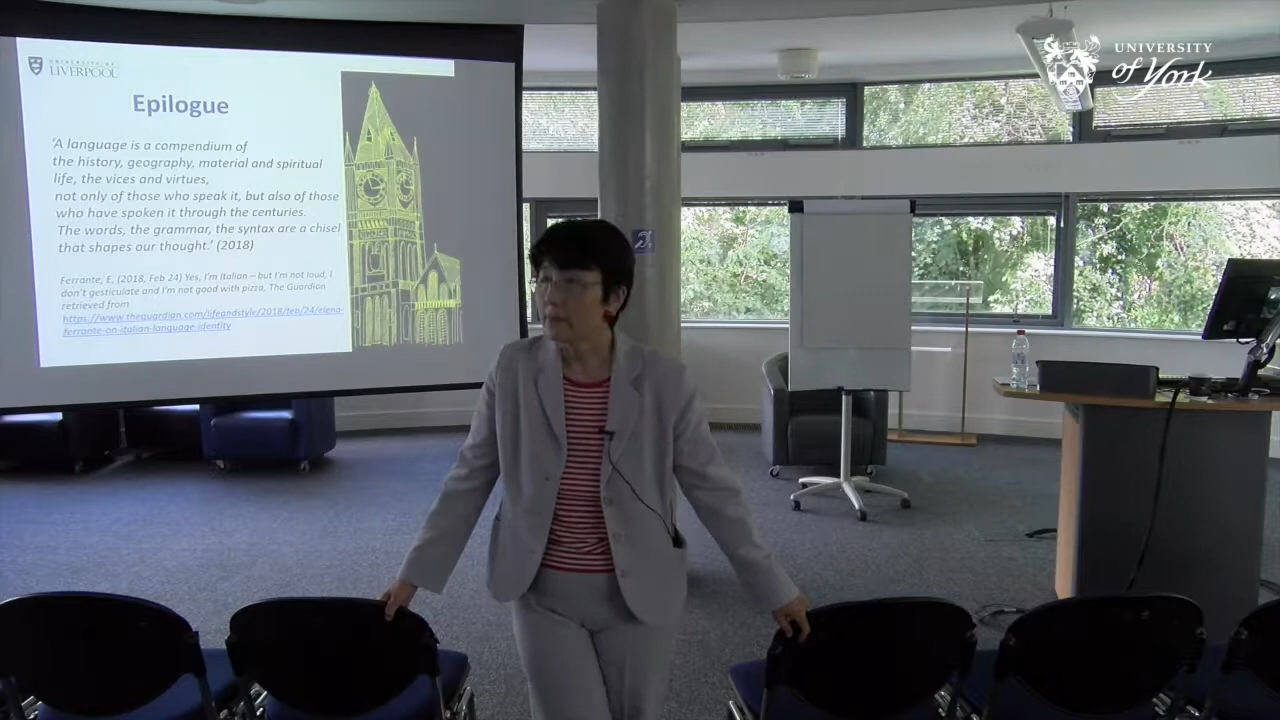 UNIVERSITY OF
LIVERPOOL
Epilogue
‘A language is a compendium of
the history, geography, material and spiritual
life, the vices and virtues,
not only of those who speak it, but also of those
who have spoken it through the centuries.
The words, the grammar, the syntax are a chisel
that shapes our thought.’ (2018)
Ferrante, E, (2018, Feb 24) Yes, I’m Italian – but I’m not loud, I
don’t gesticulate and I’m not good with pizza, The Guardian
retrieved from
https://www.theguardian.com/lifeandstyle/2018/feb/24/elena-
ferrante-on-italian-language-identity
UNIVERSITY
of York